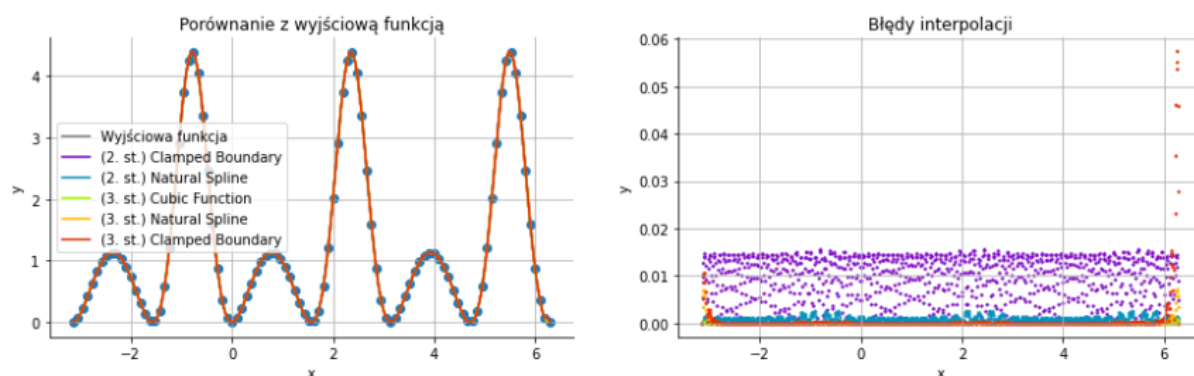 Porównanie z wyjściową funkcją
y
4
3
2
1
0
Wyjściowa funkcja
(2. st.) Clamped Boundary
(2. st.) Natural Spline
(3. st.) Cubic Function
(3. st.) Natural Spline
(3. st.) Clamped Boundary
−2 0 2 4 6
x
Błędy interpolacji
y
0.06
0.05
0.04
0.03
0.02
0.01
0.00
−2 0 2 4 6
x